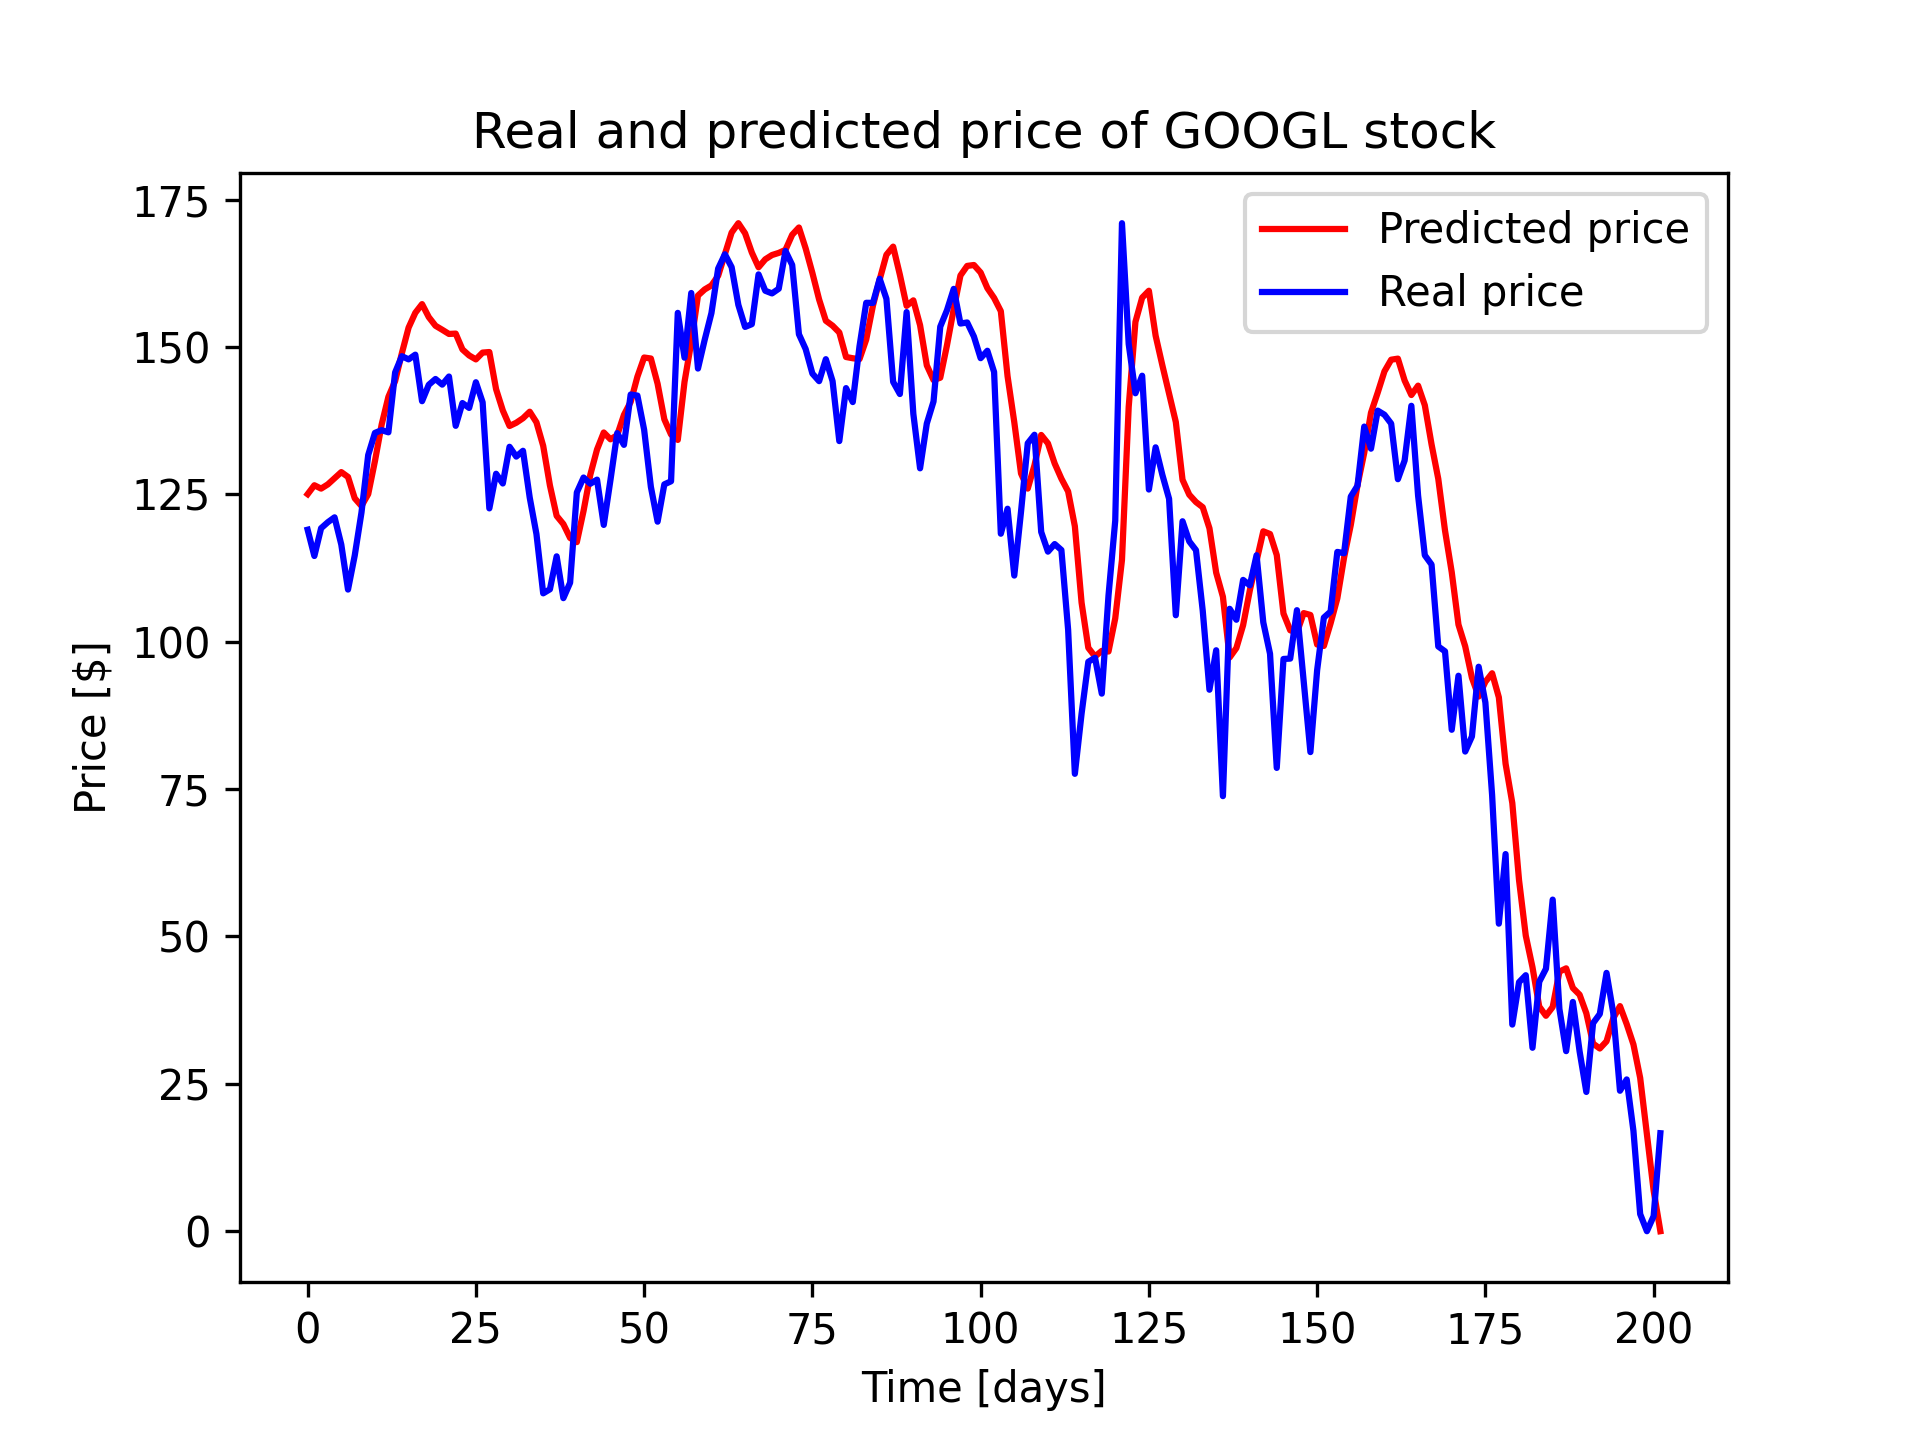 Real and predicted price of GOOGL stock
Predicted price
Real price
Price [$]
175
150
125
100
75
50
25
0
0 25 50 75 100 125 150 175 200
Time [days]